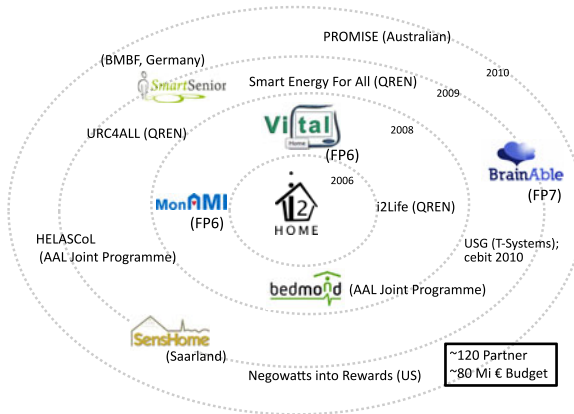 PROMISE (Australian)
(BMBF, Germany)
2010
SmartSenior
Smart Energy For All (QREN)
2009
URC4ALL (QREN)
Vital
Home
2008
(FP6)
BrainAble
(FP7)
2006
MonAMI
(FP6)
i2
HOME
i2Life (QREN)
HELASCoL
(AAL Joint Programme)
USG (T-Systems);
cebit 2010
bedmond
(AAL Joint Programme)
SensHome
(Saarland)
~120 Partner
~80 Mi € Budget
Negowatts into Rewards (US)